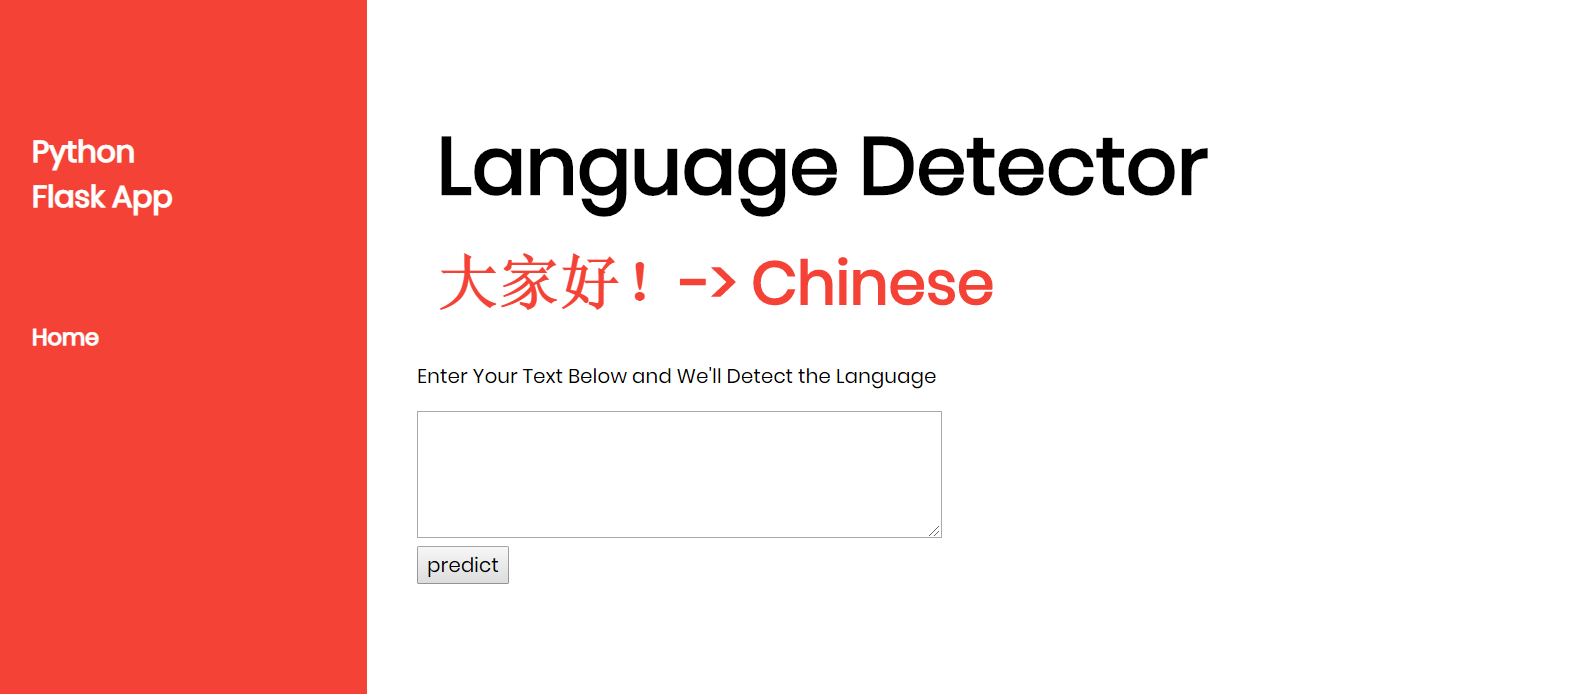 Python
Flask App
Home
Language Detector
大家好！-> Chinese
Enter Your Text Below and We'll Detect the Language
predict